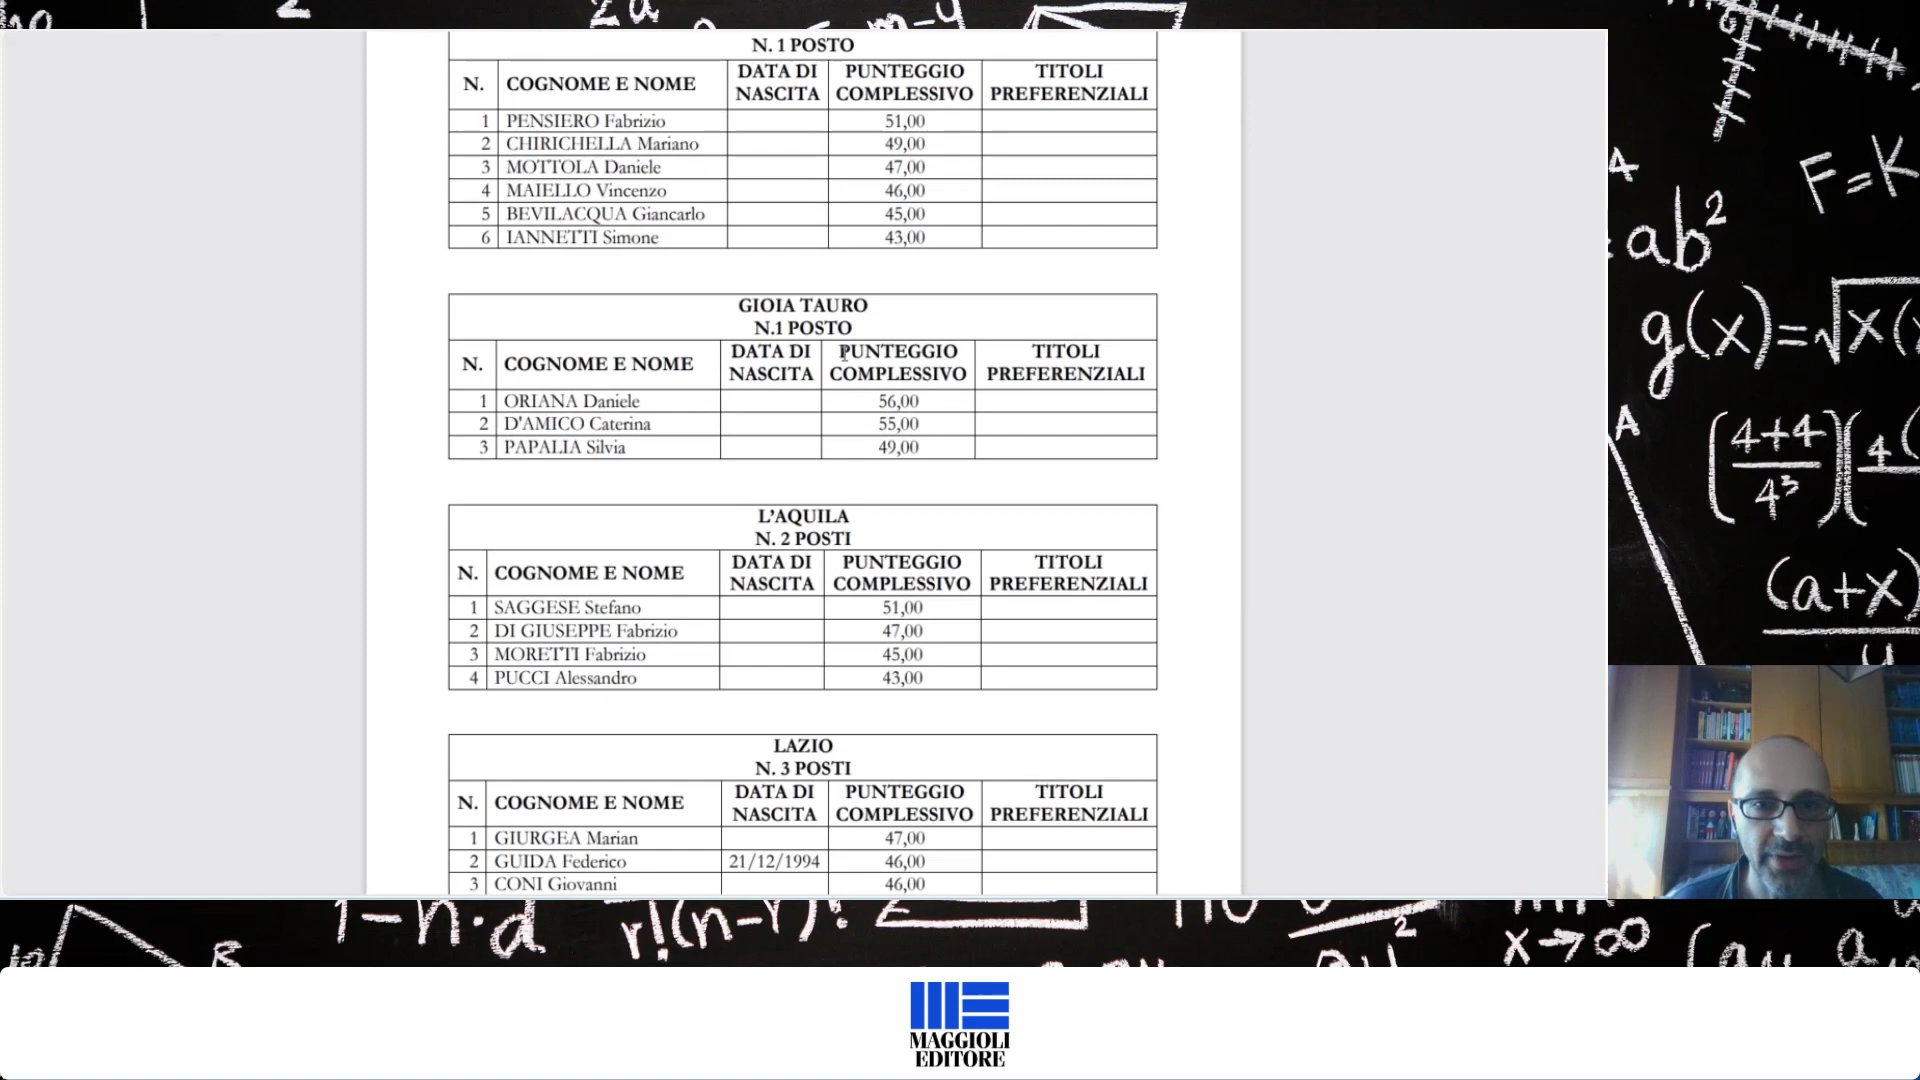 N. 1 POSTO
N. COGNOME E NOME DATA DI NASCITA PUNTEGGIO COMPLESSIVO TITOLI PREFERENZIALI
1 PENSIERO Fabrizio 51,00
2 CHIRICHELLA Mariano 49,00
3 MOTTOLA Daniele 47,00
4 MAIELLO Vincenzo 46,00
5 BEVILACQUA Giancarlo 45,00
6 IANNETTI Simone 43,00
GIOIA TAURO
N.1 POSTO
N. COGNOME E NOME DATA DI NASCITA PUNTEGGIO COMPLESSIVO TITOLI PREFERENZIALI
1 ORIANA Daniele 56,00
2 D'AMICO Caterina 55,00
3 PAPALIA Silvia 49,00
L'AQUILA
N. 2 POSTI
N. COGNOME E NOME DATA DI NASCITA PUNTEGGIO COMPLESSIVO TITOLI PREFERENZIALI
1 SAGGESE Stefano 51,00
2 DI GIUSEPPE Fabrizio 47,00
3 MORETTI Fabrizio 45,00
4 PUCCI Alessandro 43,00
LAZIO
N. 3 POSTI
N. COGNOME E NOME DATA DI NASCITA PUNTEGGIO COMPLESSIVO TITOLI PREFERENZIALI
1 GIURGEA Marian 47,00
2 GUIDA Federico 21/12/1994 46,00
3 CONI Giovanni 46,00
F=K
ab²
g(x)=√x(
(4+4/4³)
(a+x)
1-n·d
r!(n-r)!
x→∞
MAGGIOLI
EDITORE